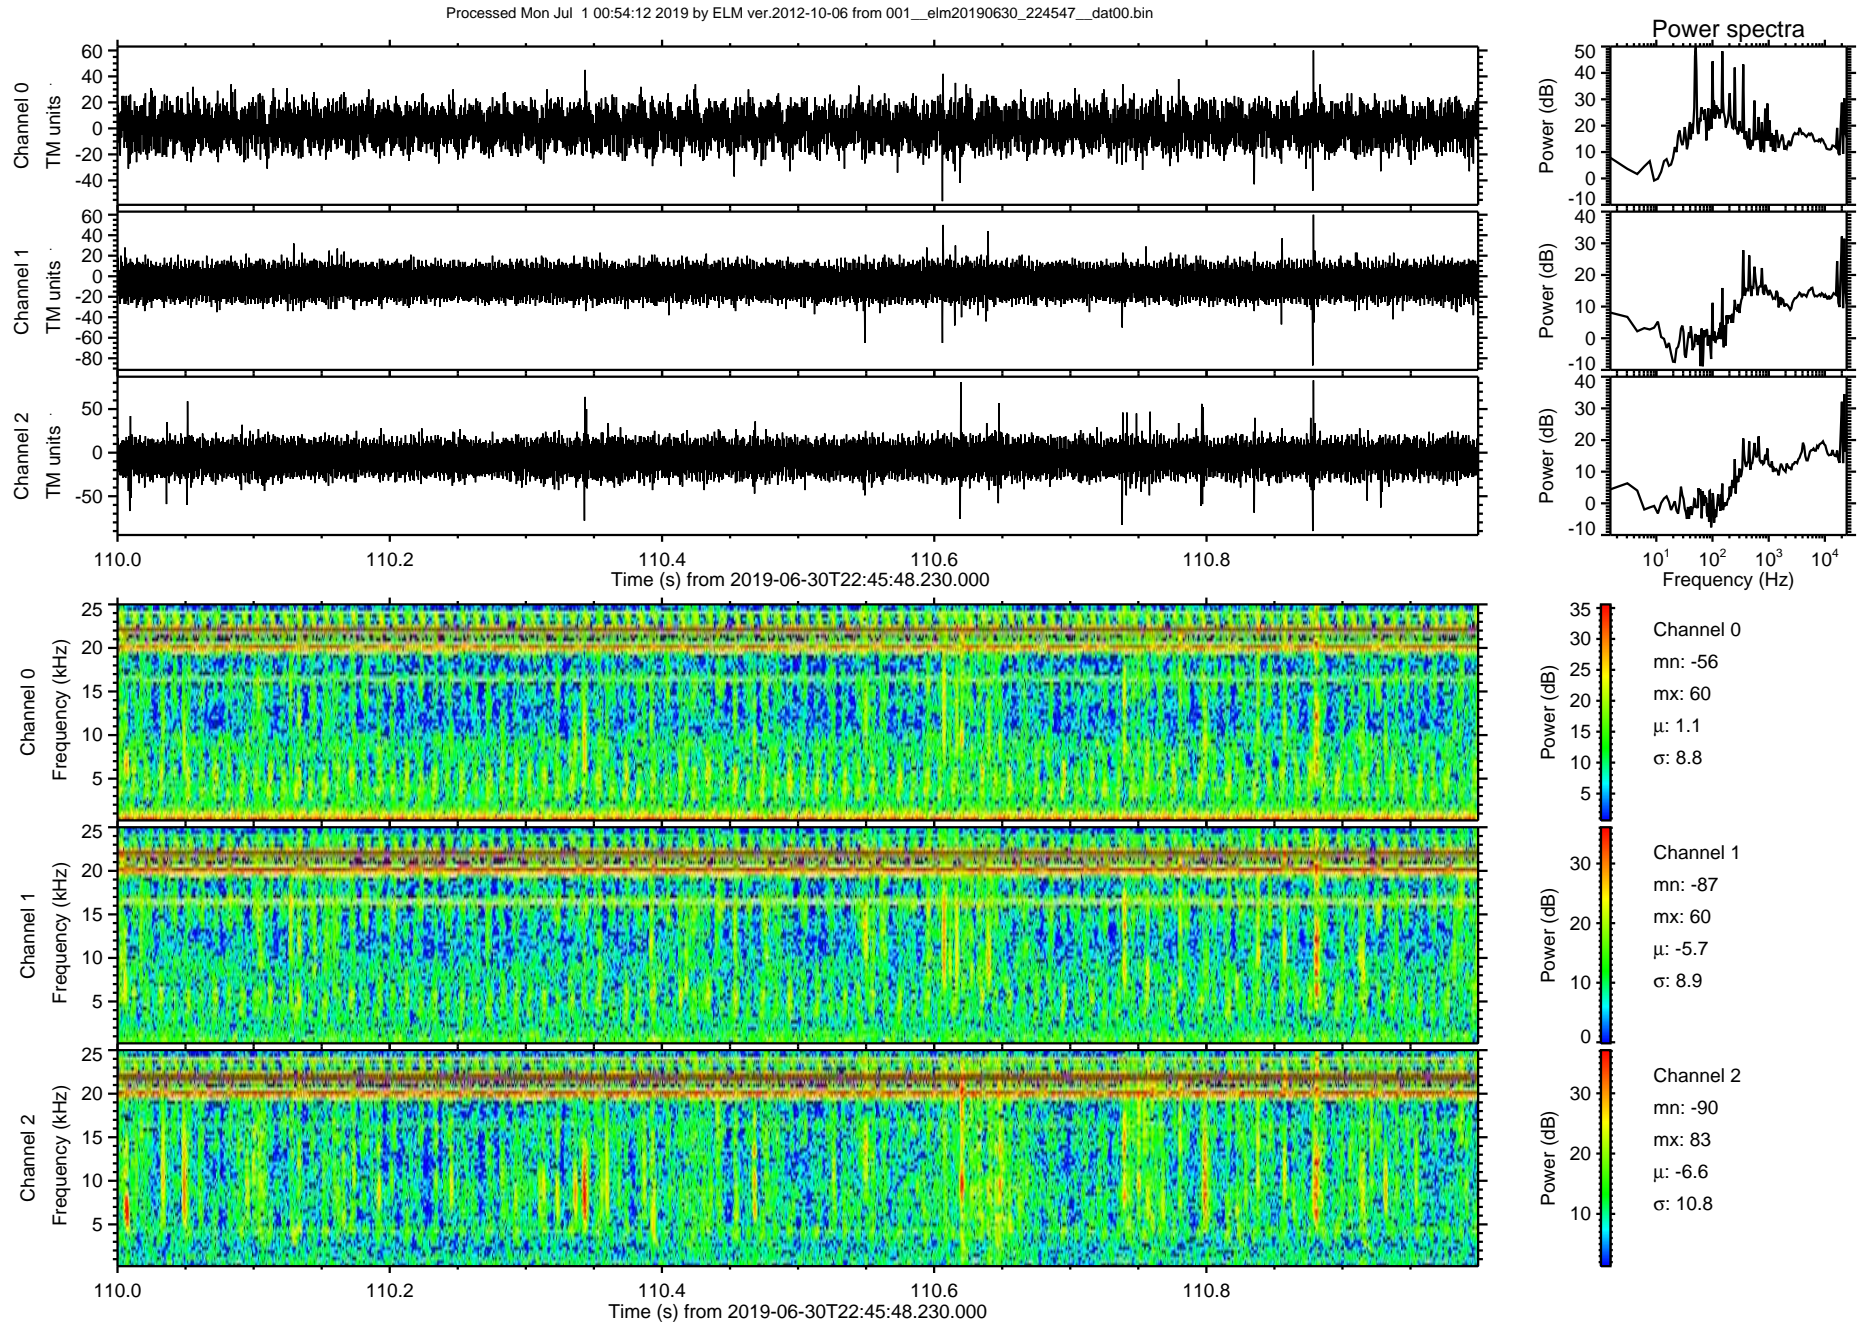 Processed Mon Jul  1 00:54:12 2019 by ELM ver.2012-10-06 from 001__elm20190630_224547__dat00.bin
Power spectra
Channel 0
TM units
60
40
20
0
-20
-40
Power (dB)
50
40
30
20
10
0
-10
Channel 1
TM units
60
40
20
0
-20
-40
-60
-80
Power (dB)
40
30
20
10
0
-10
Channel 2
TM units
50
0
-50
Power (dB)
40
30
20
10
0
-10
110.0 110.2 110.4 110.6 110.8
Time (s) from 2019-06-30T22:45:48.230.000
10^1 10^2 10^3 10^4
Frequency (Hz)
Channel 0
Frequency (kHz)
25
20
15
10
5
Power (dB)
35
30
25
20
15
10
5
Channel 0
mn: -56
mx: 60
μ: 1.1
σ: 8.8
Channel 1
Frequency (kHz)
25
20
15
10
5
Power (dB)
30
20
10
0
Channel 1
mn: -87
mx: 60
μ: -5.7
σ: 8.9
Channel 2
Frequency (kHz)
25
20
15
10
5
Power (dB)
30
20
10
Channel 2
mn: -90
mx: 83
μ: -6.6
σ: 10.8
110.0 110.2 110.4 110.6 110.8
Time (s) from 2019-06-30T22:45:48.230.000